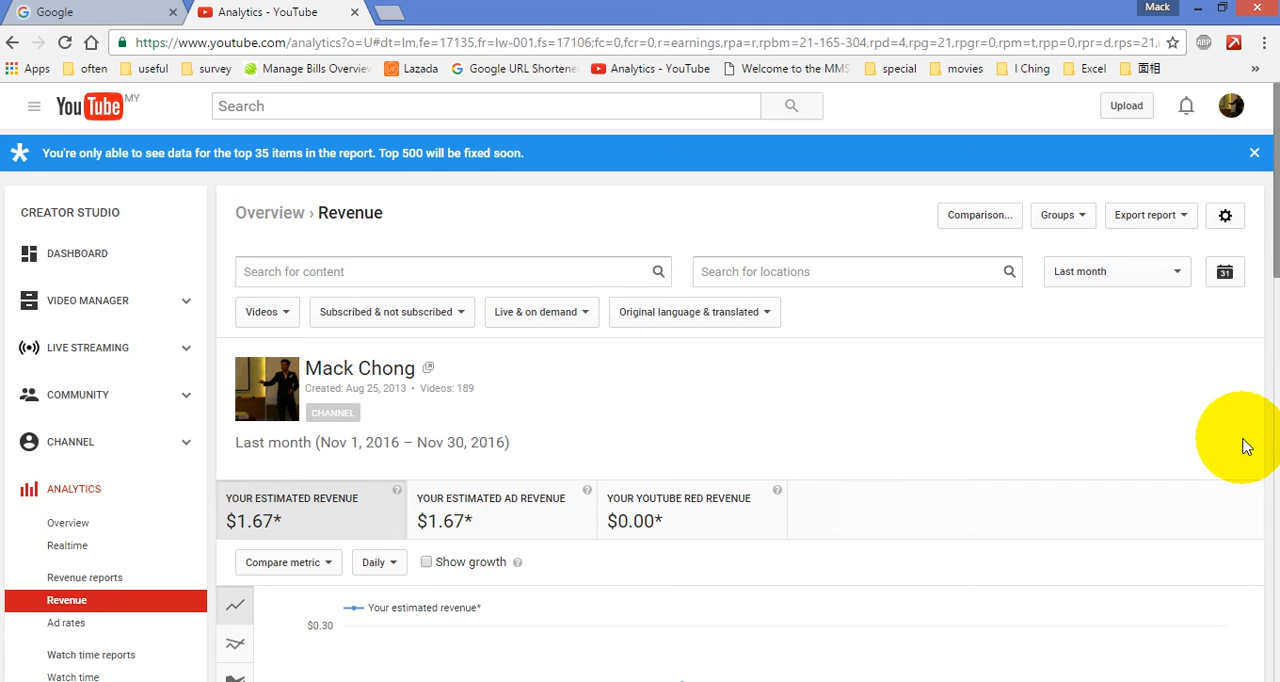 Google
Analytics - YouTube
Mack
https://www.youtube.com/analytics?o=U#dt=lm,fe=17135,fr=lw-001,fs=17106;fc=0,fcr=0,r=earnings,rpa=r,rpbm=21-165-304,rpd=4,rpg=21,rpgr=0,rpm=t,rpp=0,rpr=d,rps=21,
ABP
Apps often useful survey Manage Bills Overview Lazada Google URL Shortene Analytics - YouTube Welcome to the MMS special movies I Ching Excel 面相 »
YouTube MY
Search
Upload
You're only able to see data for the top 35 items in the report. Top 500 will be fixed soon.
CREATOR STUDIO
DASHBOARD
VIDEO MANAGER
LIVE STREAMING
COMMUNITY
CHANNEL
ANALYTICS
Overview
Realtime
Revenue reports
Revenue
Ad rates
Watch time reports
Watch time
Overview › Revenue
Comparison... Groups Export report
Search for content
Search for locations
Last month
31
Videos Subscribed & not subscribed Live & on demand Original language & translated
Mack Chong
Created: Aug 25, 2013 • Videos: 189
CHANNEL
Last month (Nov 1, 2016 – Nov 30, 2016)
YOUR ESTIMATED REVENUE ?
$1.67*
YOUR ESTIMATED AD REVENUE ?
$1.67*
YOUR YOUTUBE RED REVENUE ?
$0.00*
Compare metric Daily Show growth ?
Your estimated revenue*
$0.30